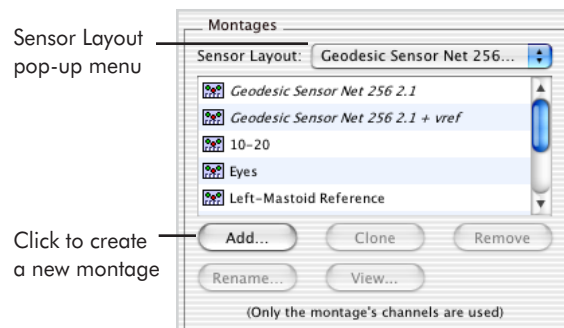 Montages
Sensor Layout
pop-up menu
Sensor Layout: Geodesic Sensor Net 256...
Geodesic Sensor Net 256 2.1
Geodesic Sensor Net 256 2.1 + vref
10-20
Eyes
Left-Mastoid Reference
Click to create
a new montage
Add... Clone Remove
Rename... View...
(Only the montage's channels are used)